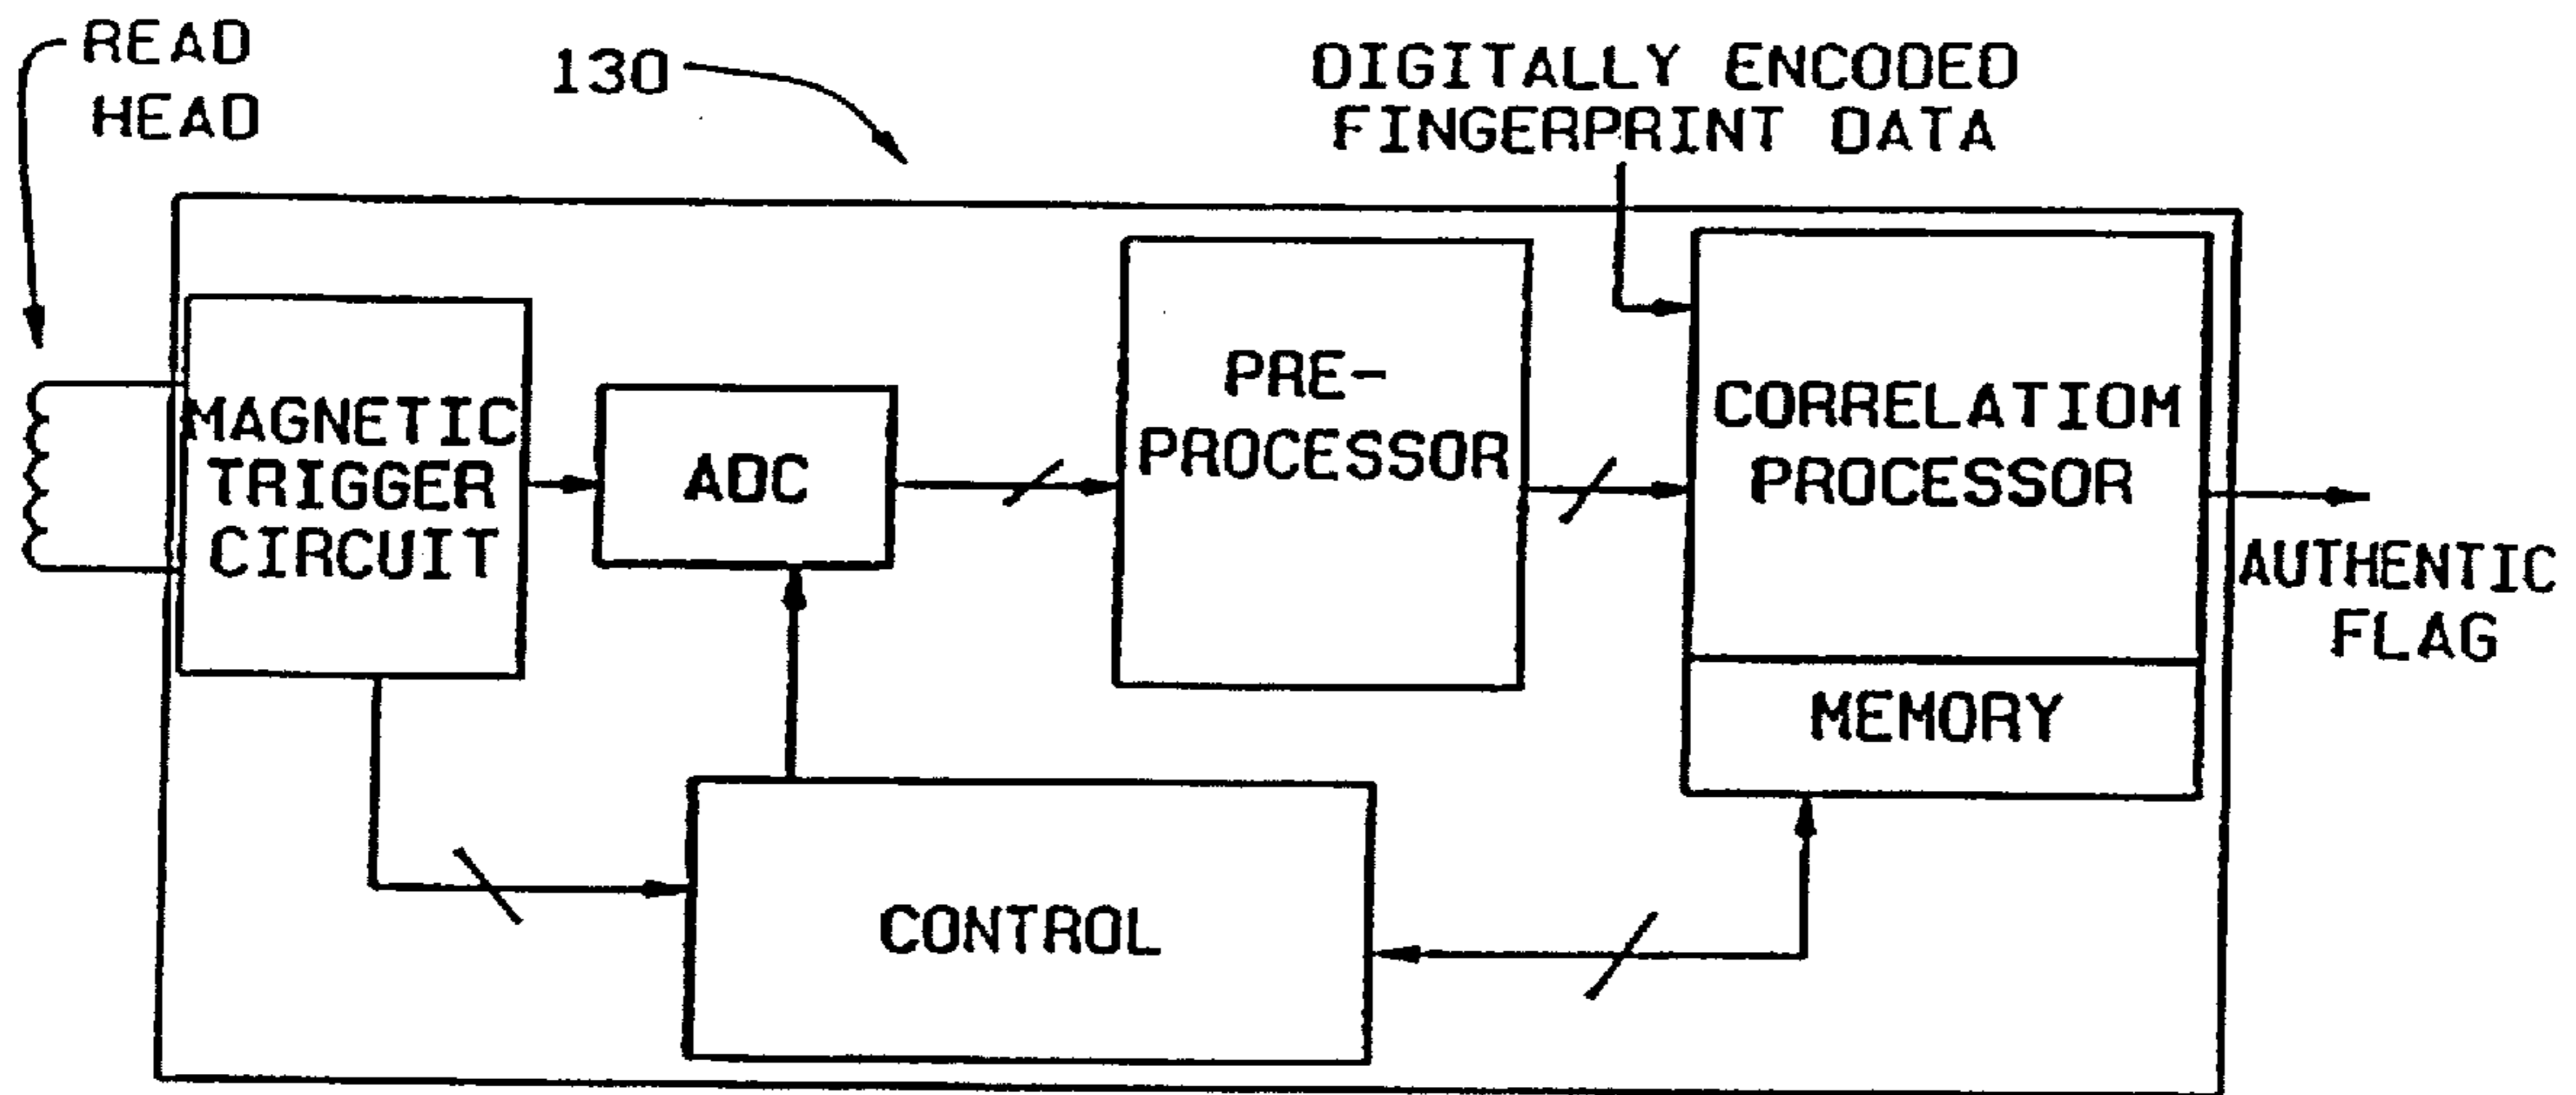 READ
HEAD
130
DIGITALLY ENCODED
FINGERPRINT DATA
MAGNETIC
TRIGGER
CIRCUIT
ADC
PRE-
PROCESSOR
CORRELATIOM
PROCESSOR
MEMORY
AUTHENTIC
FLAG
CONTROL